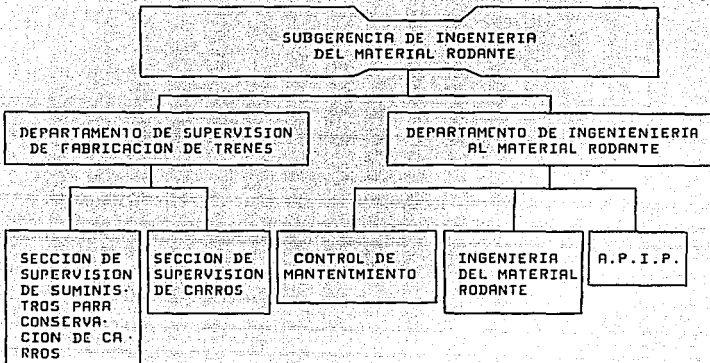 SUBGERENCIA DE INGENIERIA
DEL MATERIAL RODANTE
DEPARTAMENTO DE SUPERVISION
DE FABRICACION DE TRENES
DEPARTAMENTO DE INGENIENIERIA
AL MATERIAL RODANTE
SECCION DE
SUPERVISION
DE SUMINIS-
TROS PARA
CONSERVA-
CION DE CA-
RROS
SECCION DE
SUPERVISION
DE CARROS
CONTROL DE
MANTENIMIENTO
INGENIERIA
DEL MATERIAL
RODANTE
A.P.I.P.